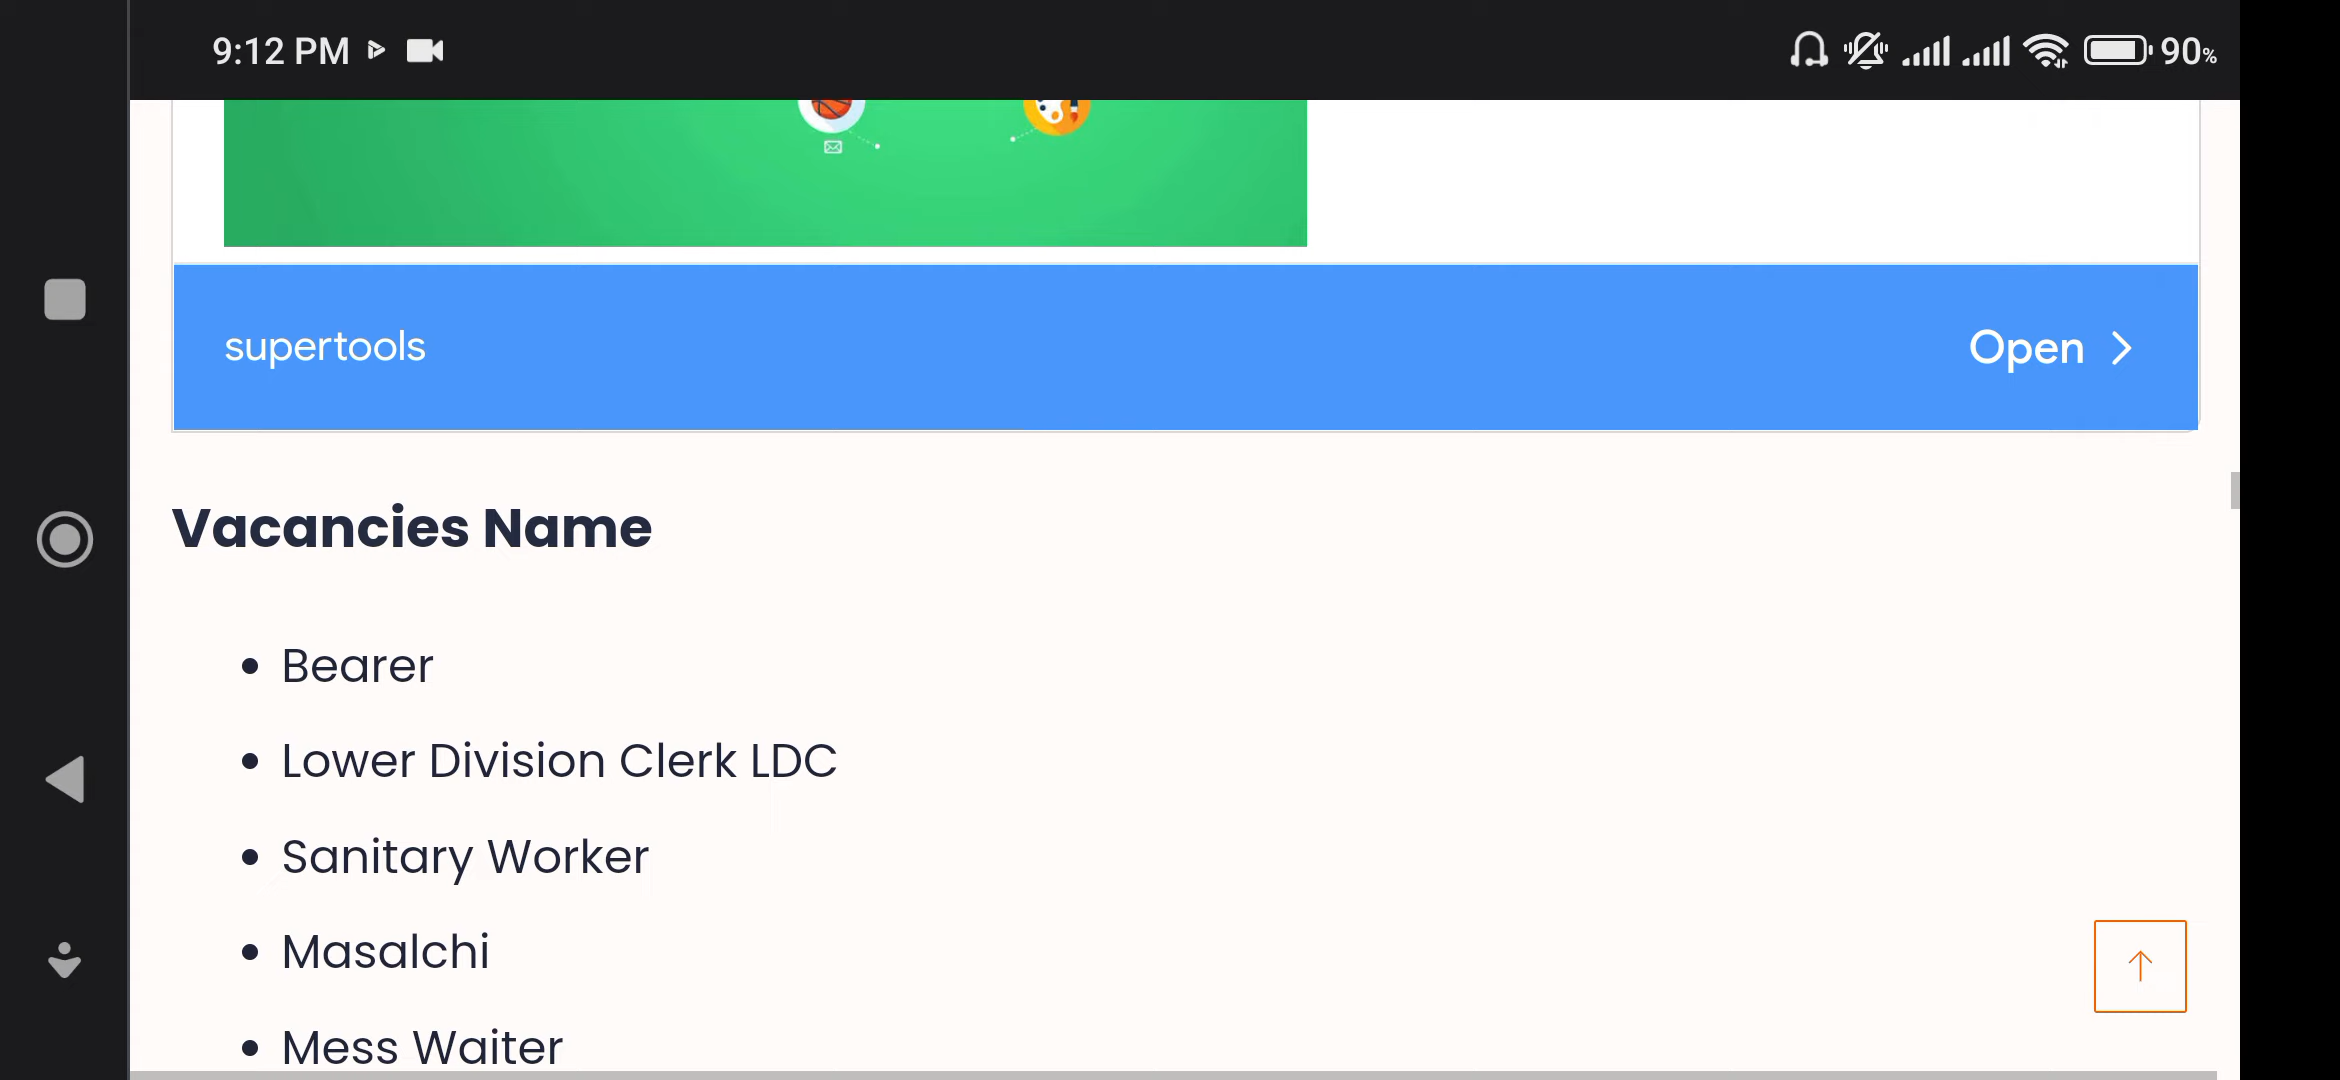 9:12 PM
90%
supertools
Open
Vacancies Name
Bearer
Lower Division Clerk LDC
Sanitary Worker
Masalchi
Mess Waiter